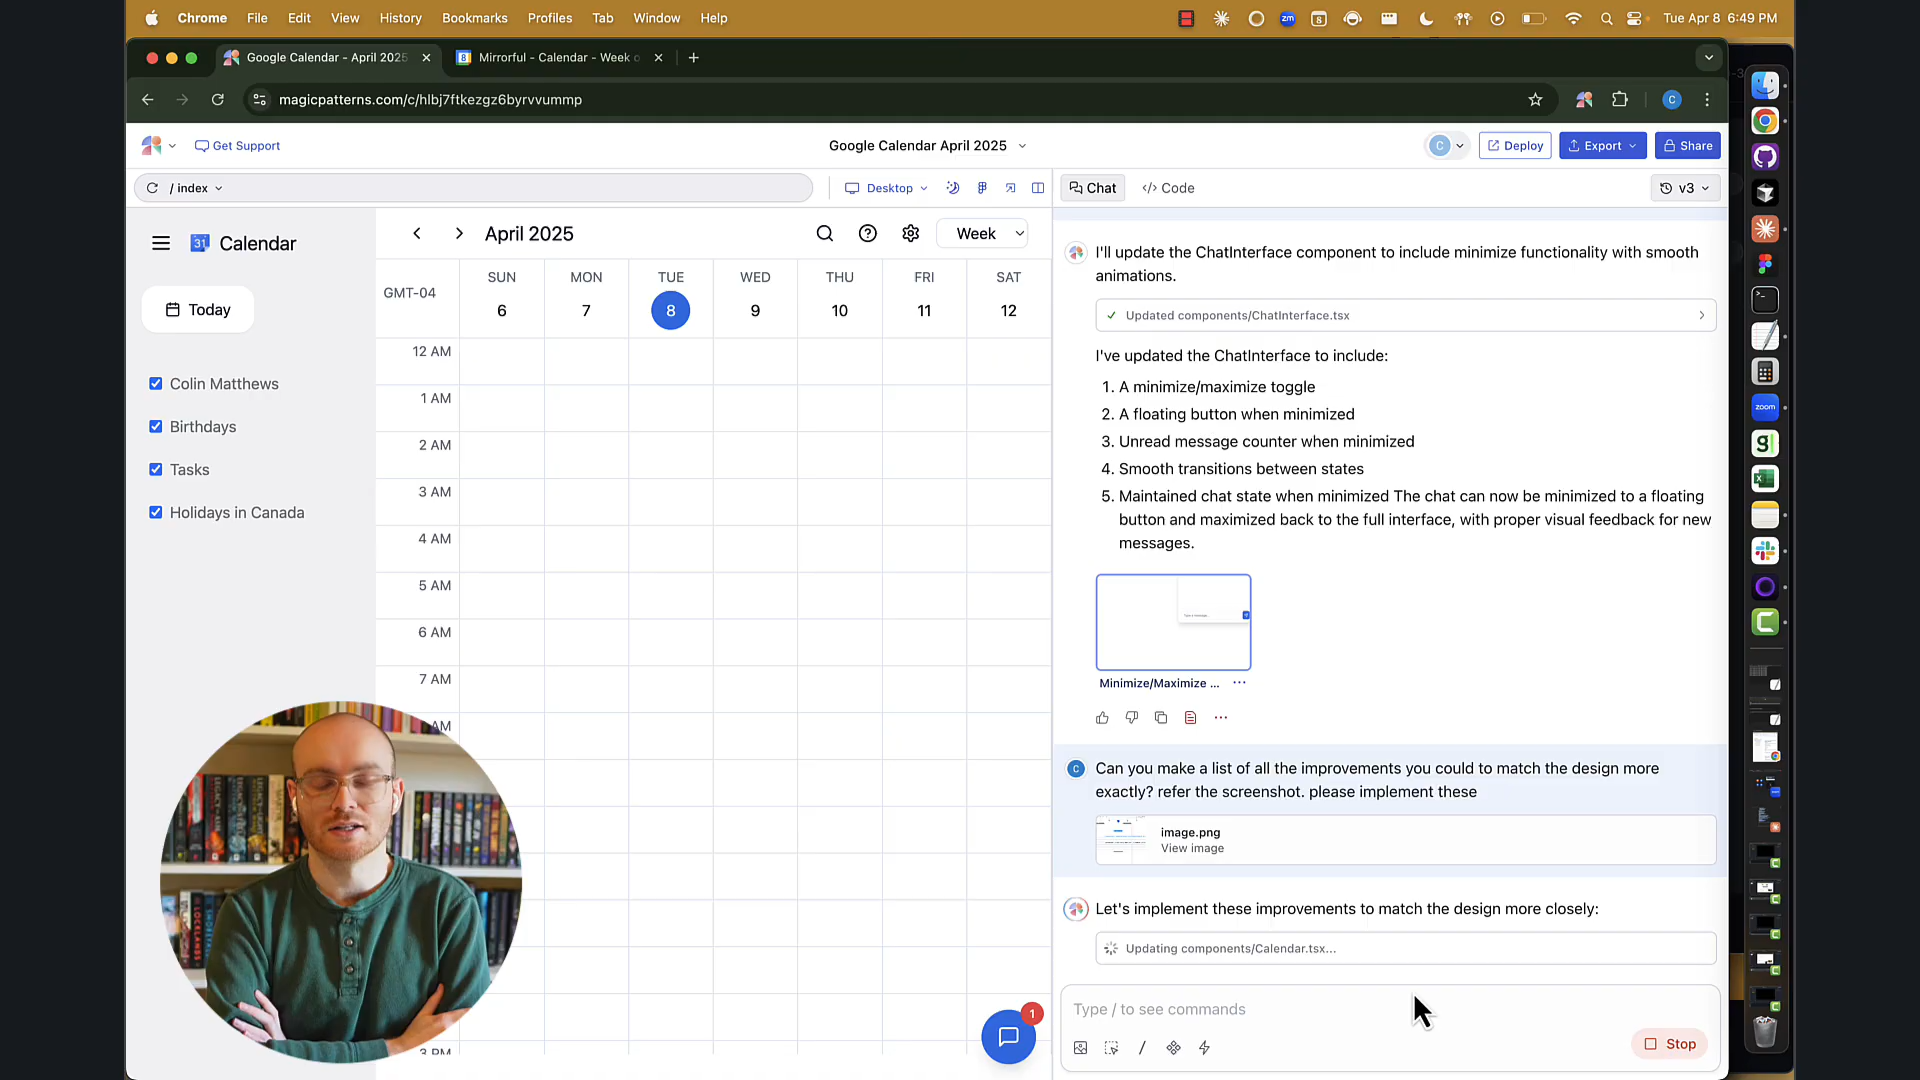 Chrome File Edit View History Bookmarks Profiles Tab Window Help
zm 8 Tue Apr 8 6:49 PM
Google Calendar - April 2025
8 Mirrorful - Calendar - Week o
magicpatterns.com/c/hlbj7ftkezgz6byrvvummp
C
Get Support
Google Calendar April 2025
C
Deploy
Export
Share
/ index
Desktop
Chat
</> Code
v3
31 Calendar
April 2025
Week
Today
GMT-04
SUN MON TUE WED THU FRI SAT
6 7 8 9 10 11 12
12 AM
1 AM
2 AM
3 AM
4 AM
5 AM
6 AM
7 AM
AM
3 PM
Colin Matthews
Birthdays
Tasks
Holidays in Canada
1
I'll update the ChatInterface component to include minimize functionality with smooth
animations.
Updated components/ChatInterface.tsx
I've updated the ChatInterface to include:
1. A minimize/maximize toggle
2. A floating button when minimized
3. Unread message counter when minimized
4. Smooth transitions between states
5. Maintained chat state when minimized The chat can now be minimized to a floating
button and maximized back to the full interface, with proper visual feedback for new
messages.
Type a message...
Minimize/Maximize ...
C
Can you make a list of all the improvements you could to match the design more
exactly? refer the screenshot. please implement these
image.png
View image
Let's implement these improvements to match the design more closely:
Updating components/Calendar.tsx...
Type / to see commands
/
Stop
zoom
g